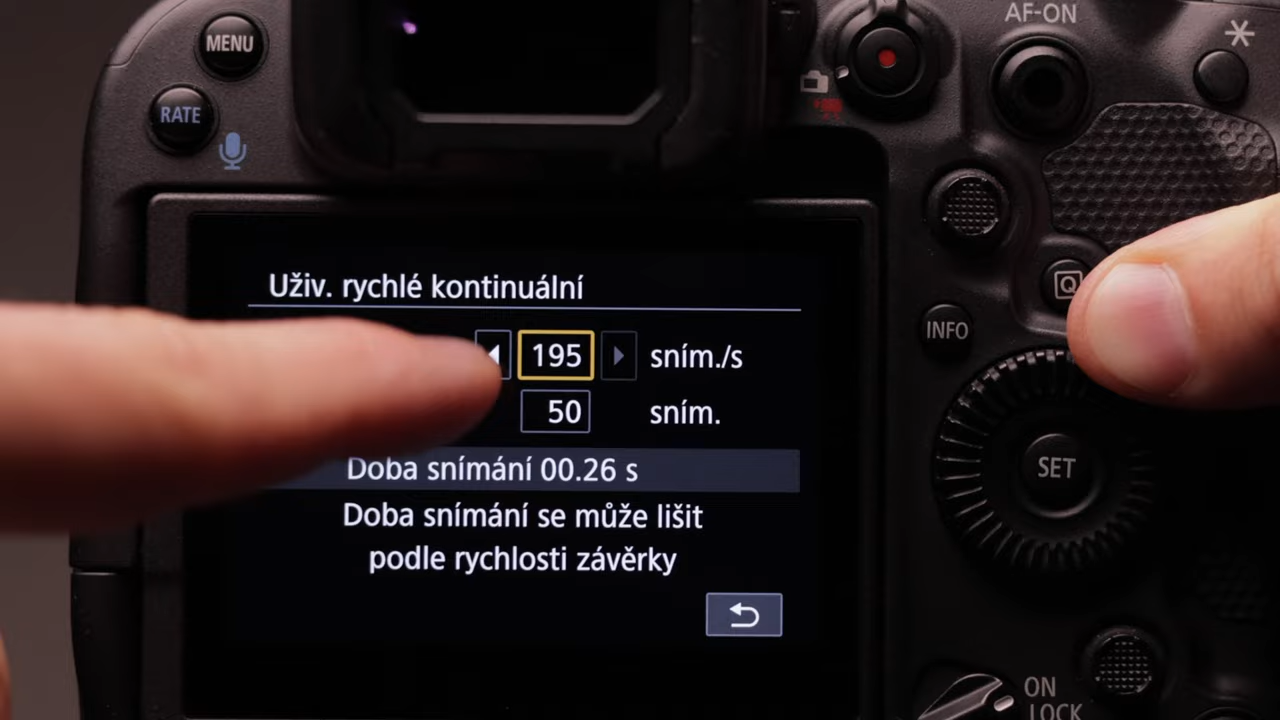 AF-ON
MENU
RATE
Q
INFO
SET
Uživ. rychlé kontinuální
195 sním./s
50 sním.
Doba snímání 00.26 s
Doba snímání se může lišit
podle rychlosti závěrky
ON
LOCK